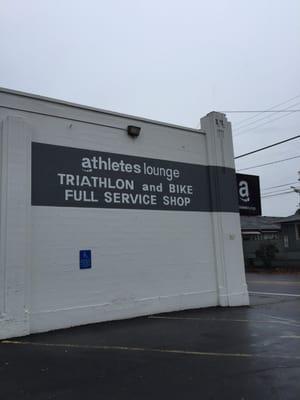 athletes lounge
TRIATHLON and BIKE
FULL SERVICE SHOP
a